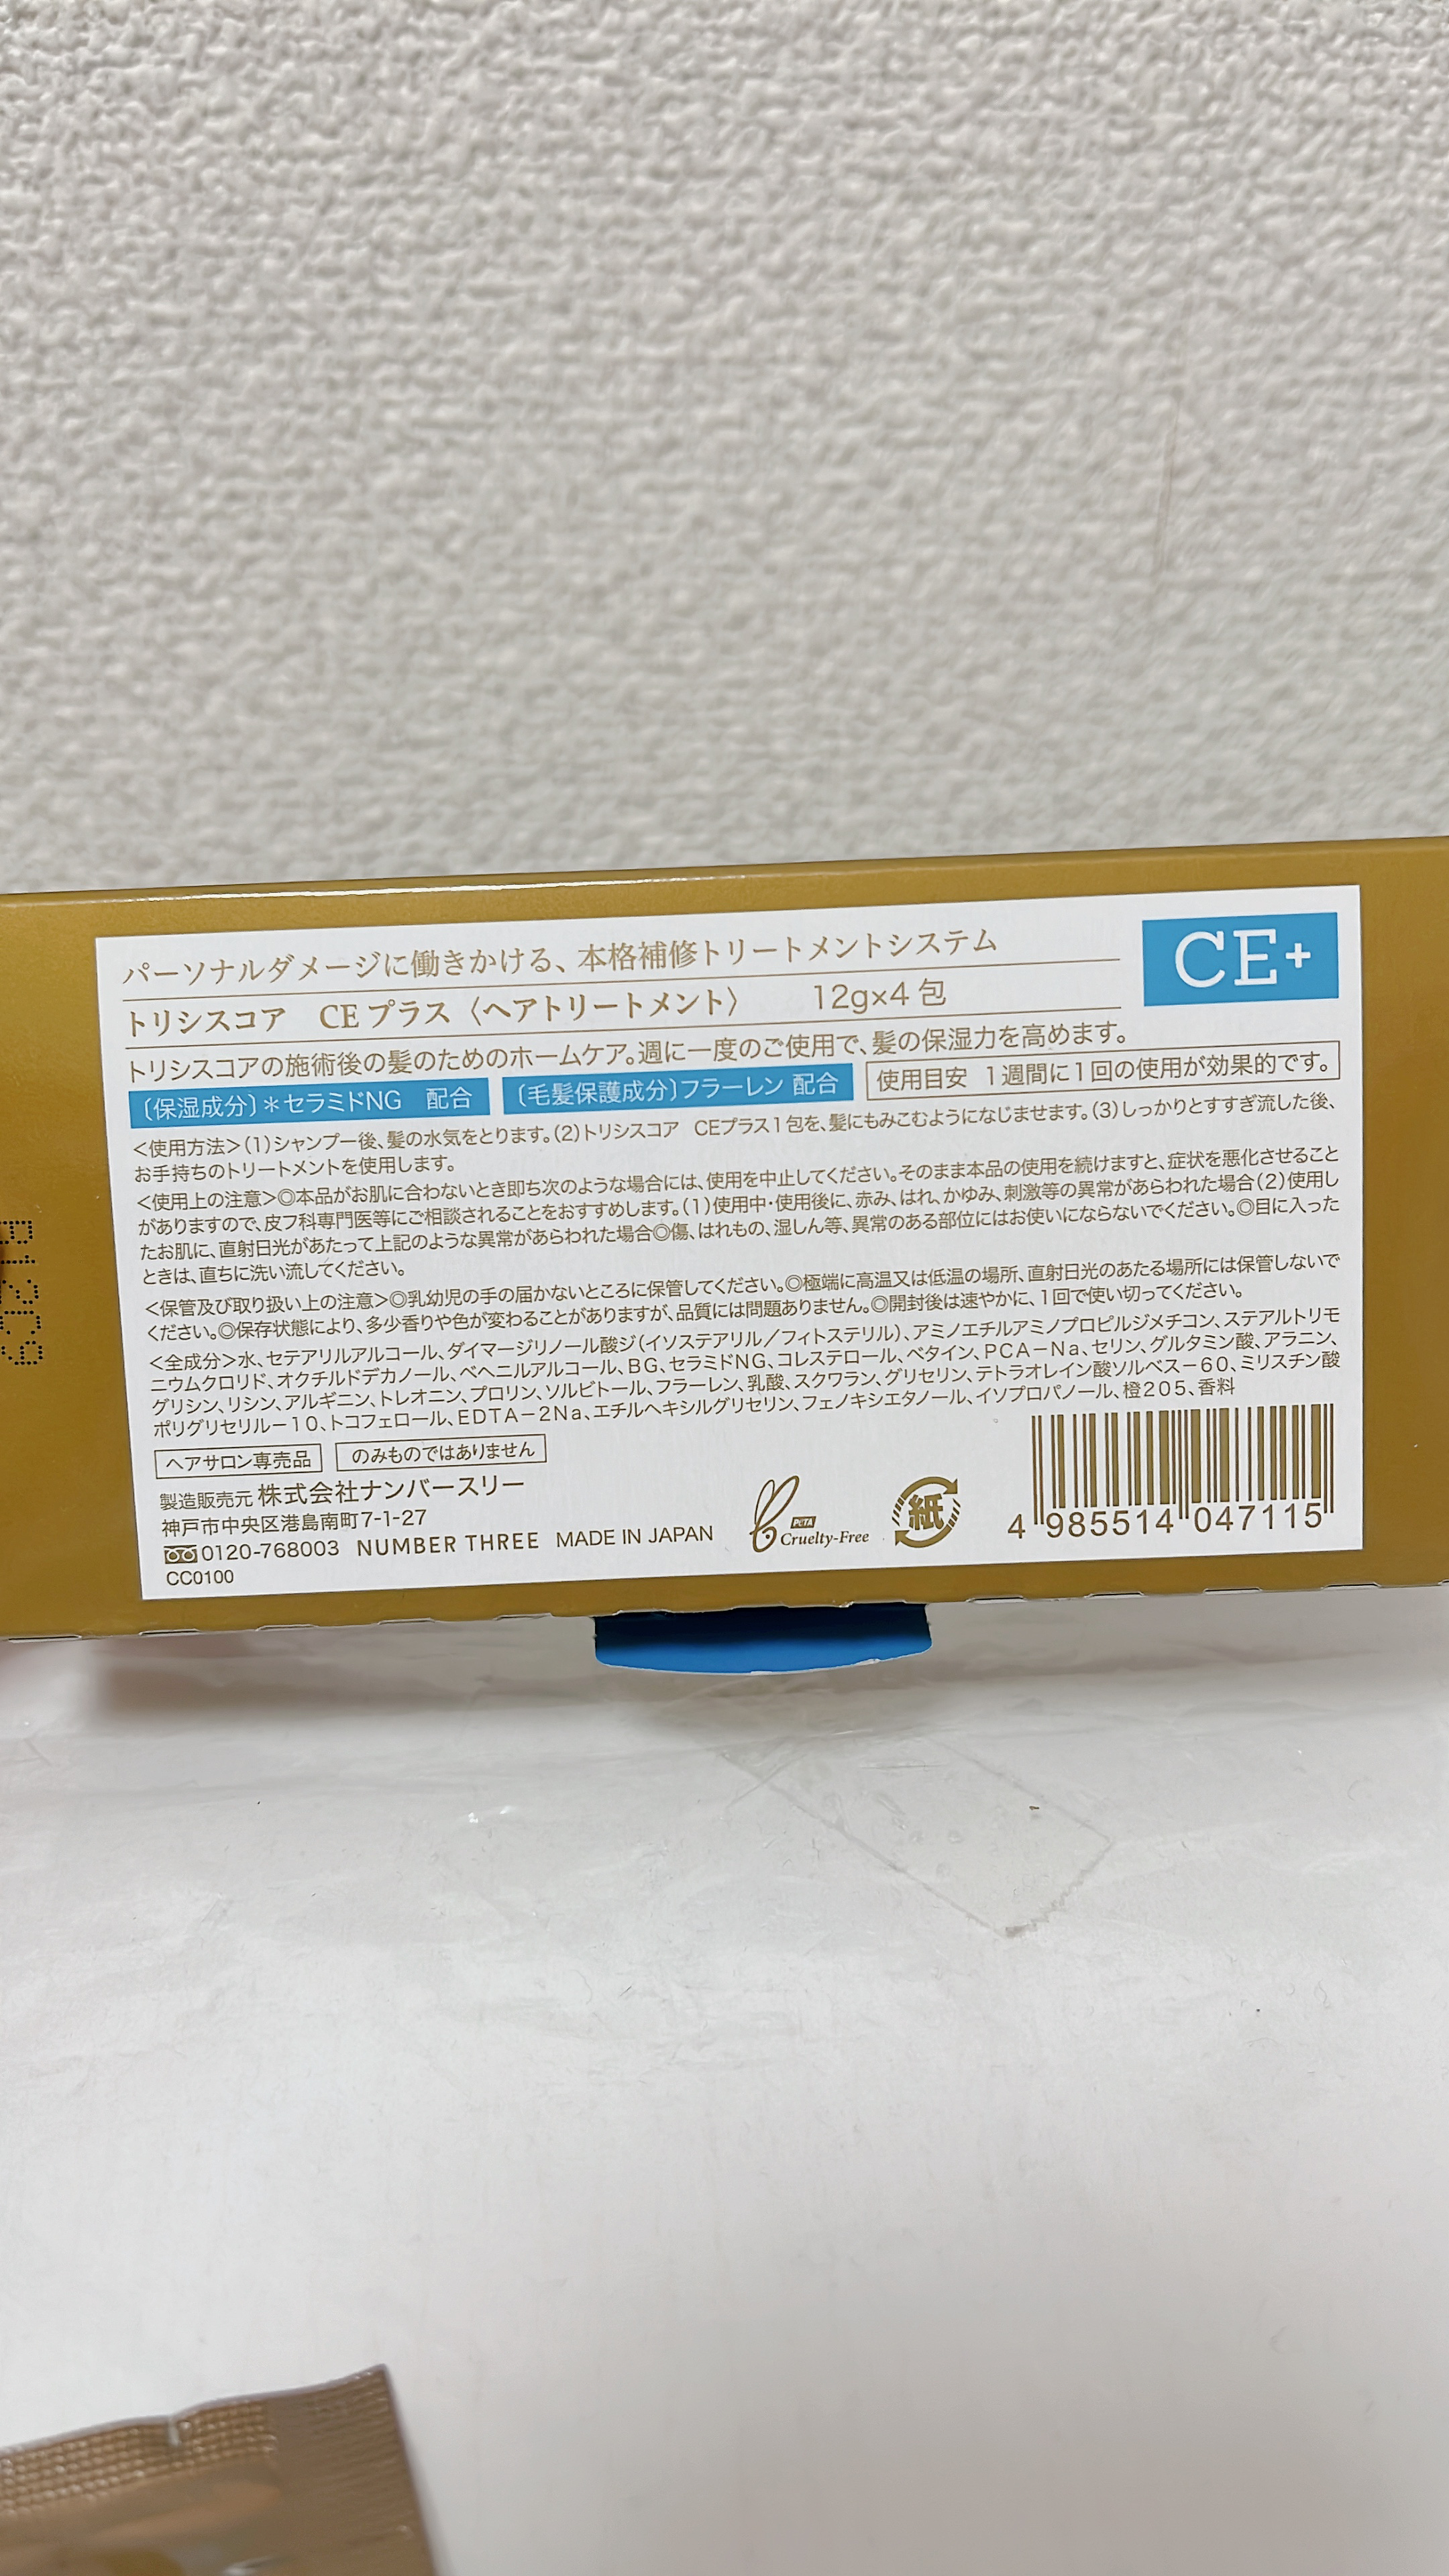 パーソナルダメージに働きかける、本格補修トリートメントシステム
CE+
トリシスコア　CEプラス〈ヘアトリートメント〉　12g×4包
トリシスコアの施術後の髪のためのホームケア。週に一度のご使用で、髪の保湿力を高めます。
〔保湿成分〕＊セラミドNG　配合　〔毛髪保護成分〕フラーレン 配合　使用目安　1週間に1回の使用が効果的です。
＜使用方法＞(1)シャンプー後、髪の水気をとります。(2)トリシスコア　CEプラス1包を、髪にもみこむようになじませます。(3)しっかりとすすぎ流した後、
お手持ちのトリートメントを使用します。
＜使用上の注意＞◎本品がお肌に合わないとき即ち次のような場合には、使用を中止してください。そのまま本品の使用を続けますと、症状を悪化させること
がありますので、皮フ科専門医等にご相談されることをおすすめします。(1)使用中・使用後に、赤み、はれ、かゆみ、刺激等の異常があらわれた場合(2)使用し
たお肌に、直射日光があたって上記のような異常があらわれた場合◎傷、はれもの、湿しん等、異常のある部位にはお使いにならないでください。◎目に入った
ときは、直ちに洗い流してください。
＜保管及び取り扱い上の注意＞◎乳幼児の手の届かないところに保管してください。◎極端に高温又は低温の場所、直射日光のあたる場所には保管しないで
ください。◎保存状態により、多少香りや色が変わることがありますが、品質には問題ありません。◎開封後は速やかに、1回で使い切ってください。
＜全成分＞水、セテアリルアルコール、ダイマージリノール酸ジ(イソステアリル／フィトステリル)、アミノエチルアミノプロピルジメチコン、ステアルトリモ
ニウムクロリド、オクチルドデカノール、ベヘニルアルコール、BG、セラミドNG、コレステロール、ベタイン、PCA－Na、セリン、グルタミン酸、アラニン、
グリシン、リシン、アルギニン、トレオニン、プロリン、ソルビトール、フラーレン、乳酸、スクワラン、グリセリン、テトラオレイン酸ソルベス－60、ミリスチン酸
ポリグリセリル－10、トコフェロール、EDTA－2Na、エチルヘキシルグリセリン、フェノキシエタノール、イソプロパノール、橙205、香料
ヘアサロン専売品　のみものではありません
製造販売元 株式会社ナンバースリー
神戸市中央区港島南町7-1-27
0120-768003 NUMBER THREE MADE IN JAPAN
CC0100
PETA
Cruelty-Free
紙
4 985514 047115